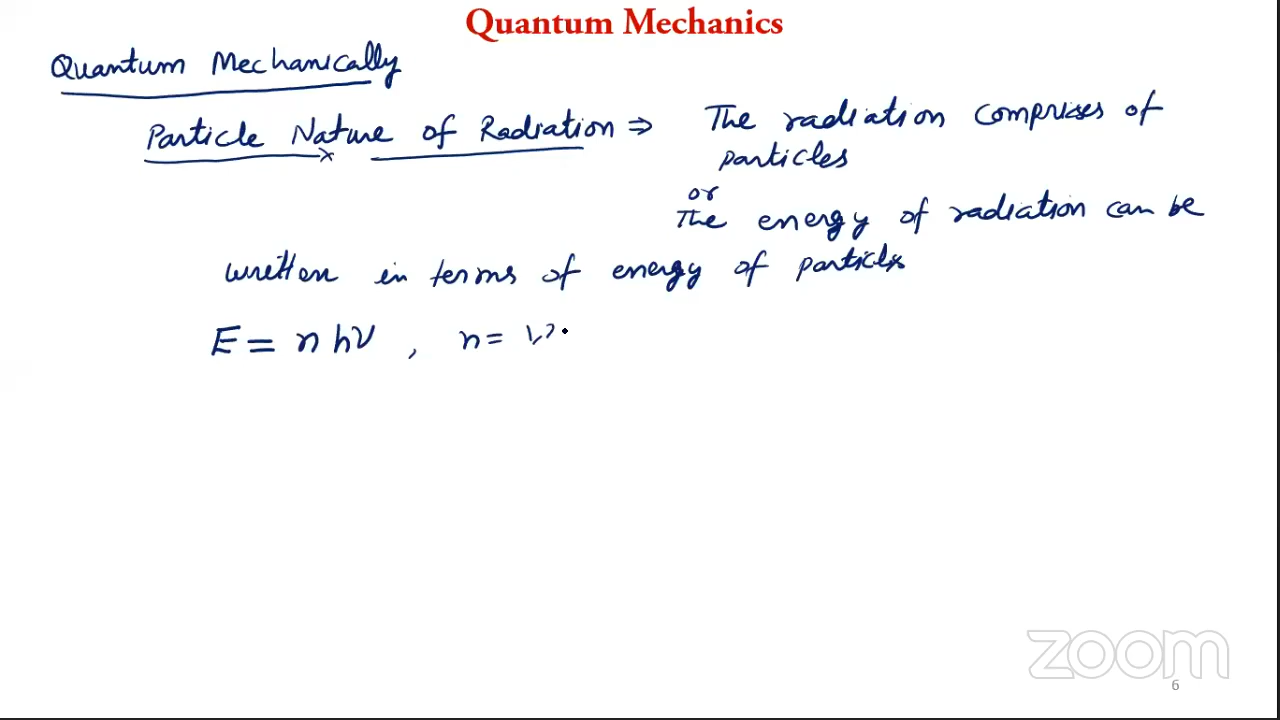 Quantum Mechanics
Quantum Mechanically
Particle Nature of Radiation ⇒ The radiation comprises of
particles
or
The energy of radiation can be
written in terms of energy of particles
E = nhν , n = 1,2
zoom
6